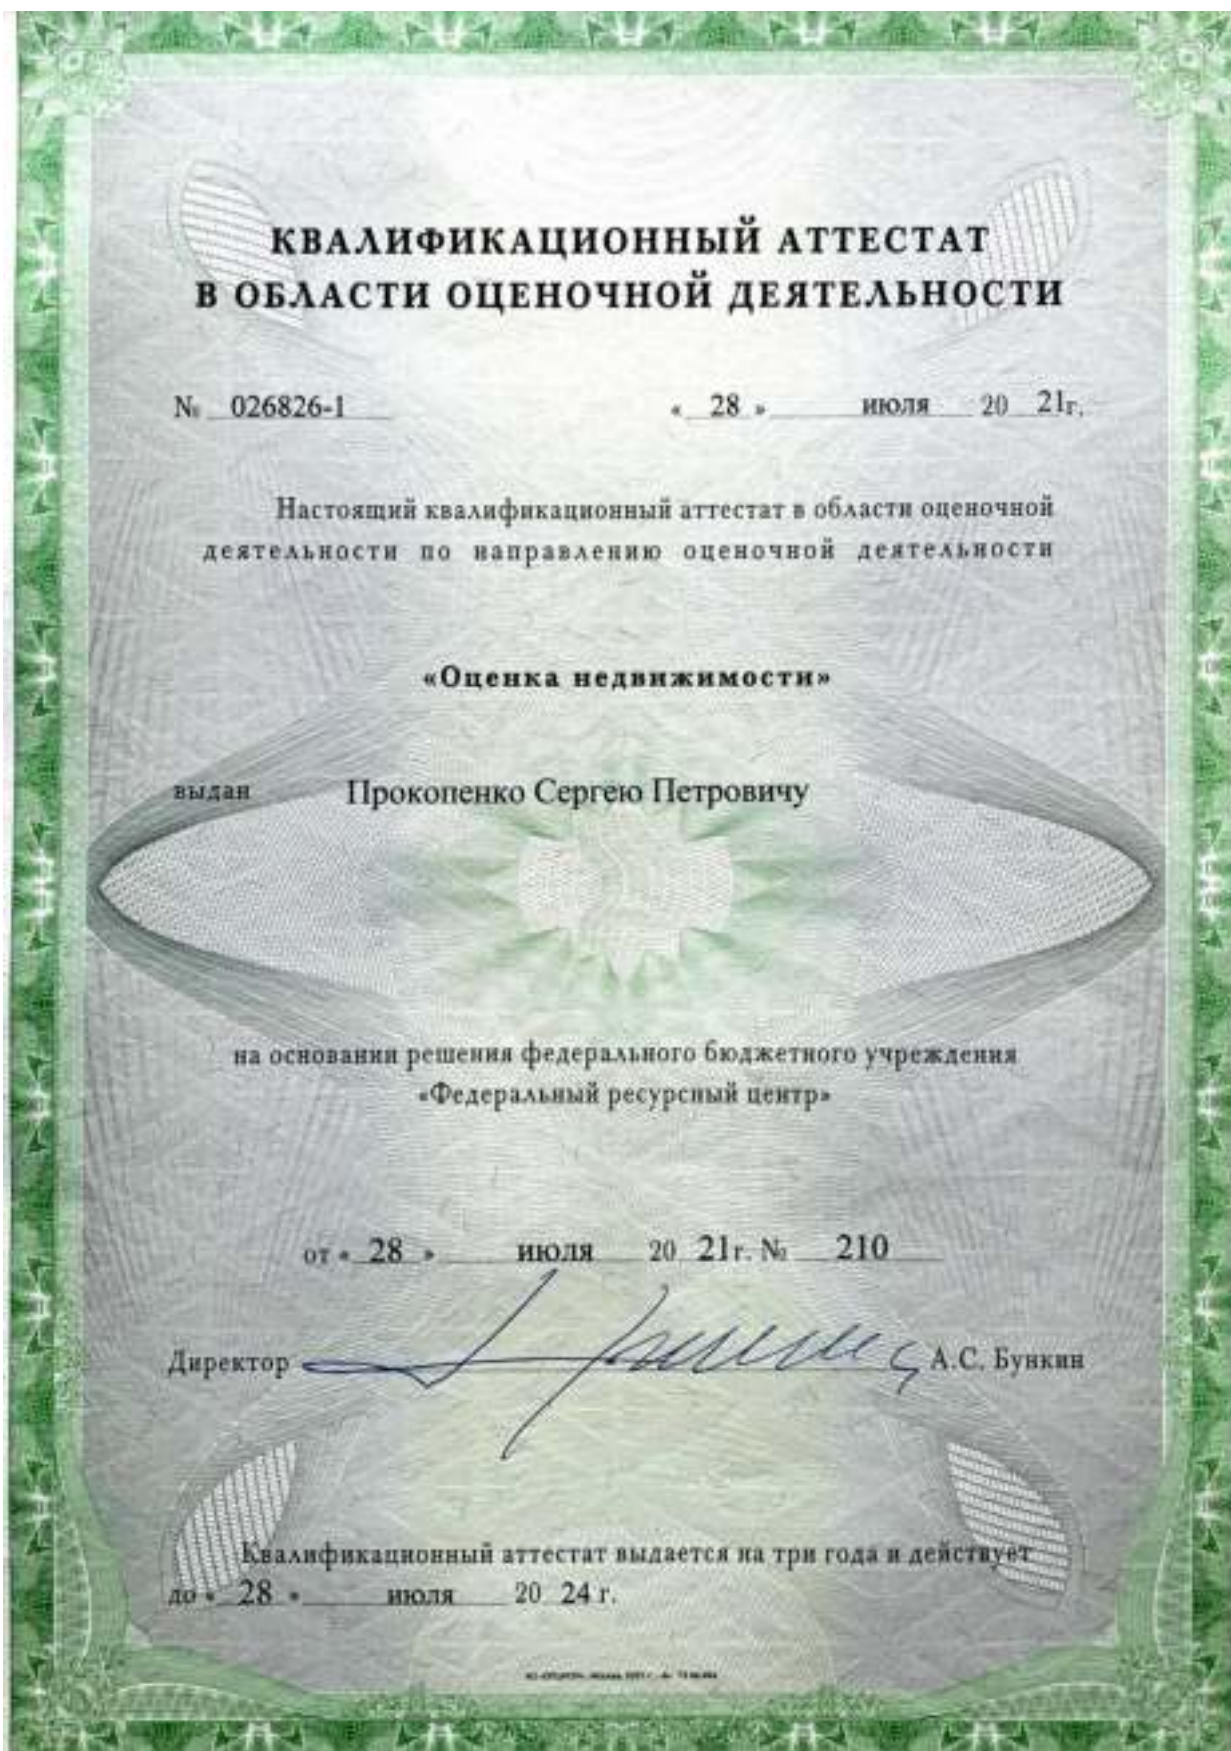 КВАЛИФИКАЦИОННЫЙ АТТЕСТАТ
В ОБЛАСТИ ОЦЕНОЧНОЙ ДЕЯТЕЛЬНОСТИ
№ 026826-1 « 28 » июля 20 21г.
Настоящий квалификационный аттестат в области оценочной
деятельности по направлению оценочной деятельности
«Оценка недвижимости»
выдан Прокопенко Сергею Петровичу
на основании решения федерального бюджетного учреждения
«Федеральный ресурсный центр»
от « 28 » июля 20 21г. № 210
Директор А.С. Бункин
Квалификационный аттестат выдается на три года и действует
до « 28 » июля 20 24 г.